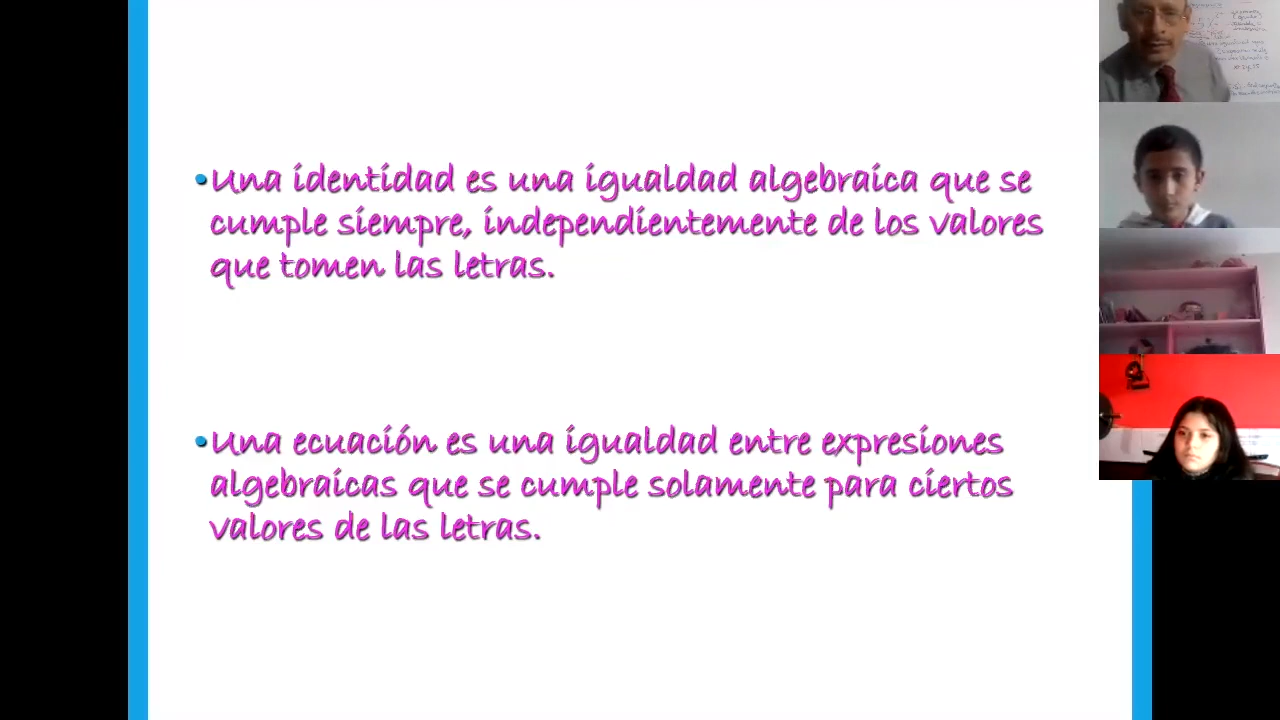 •Una identidad es una igualdad algebraica que se
cumple siempre, independientemente de los valores
que tomen las letras.
•Una ecuación es una igualdad entre expresiones
algebraicas que se cumple solamente para ciertos
valores de las letras.